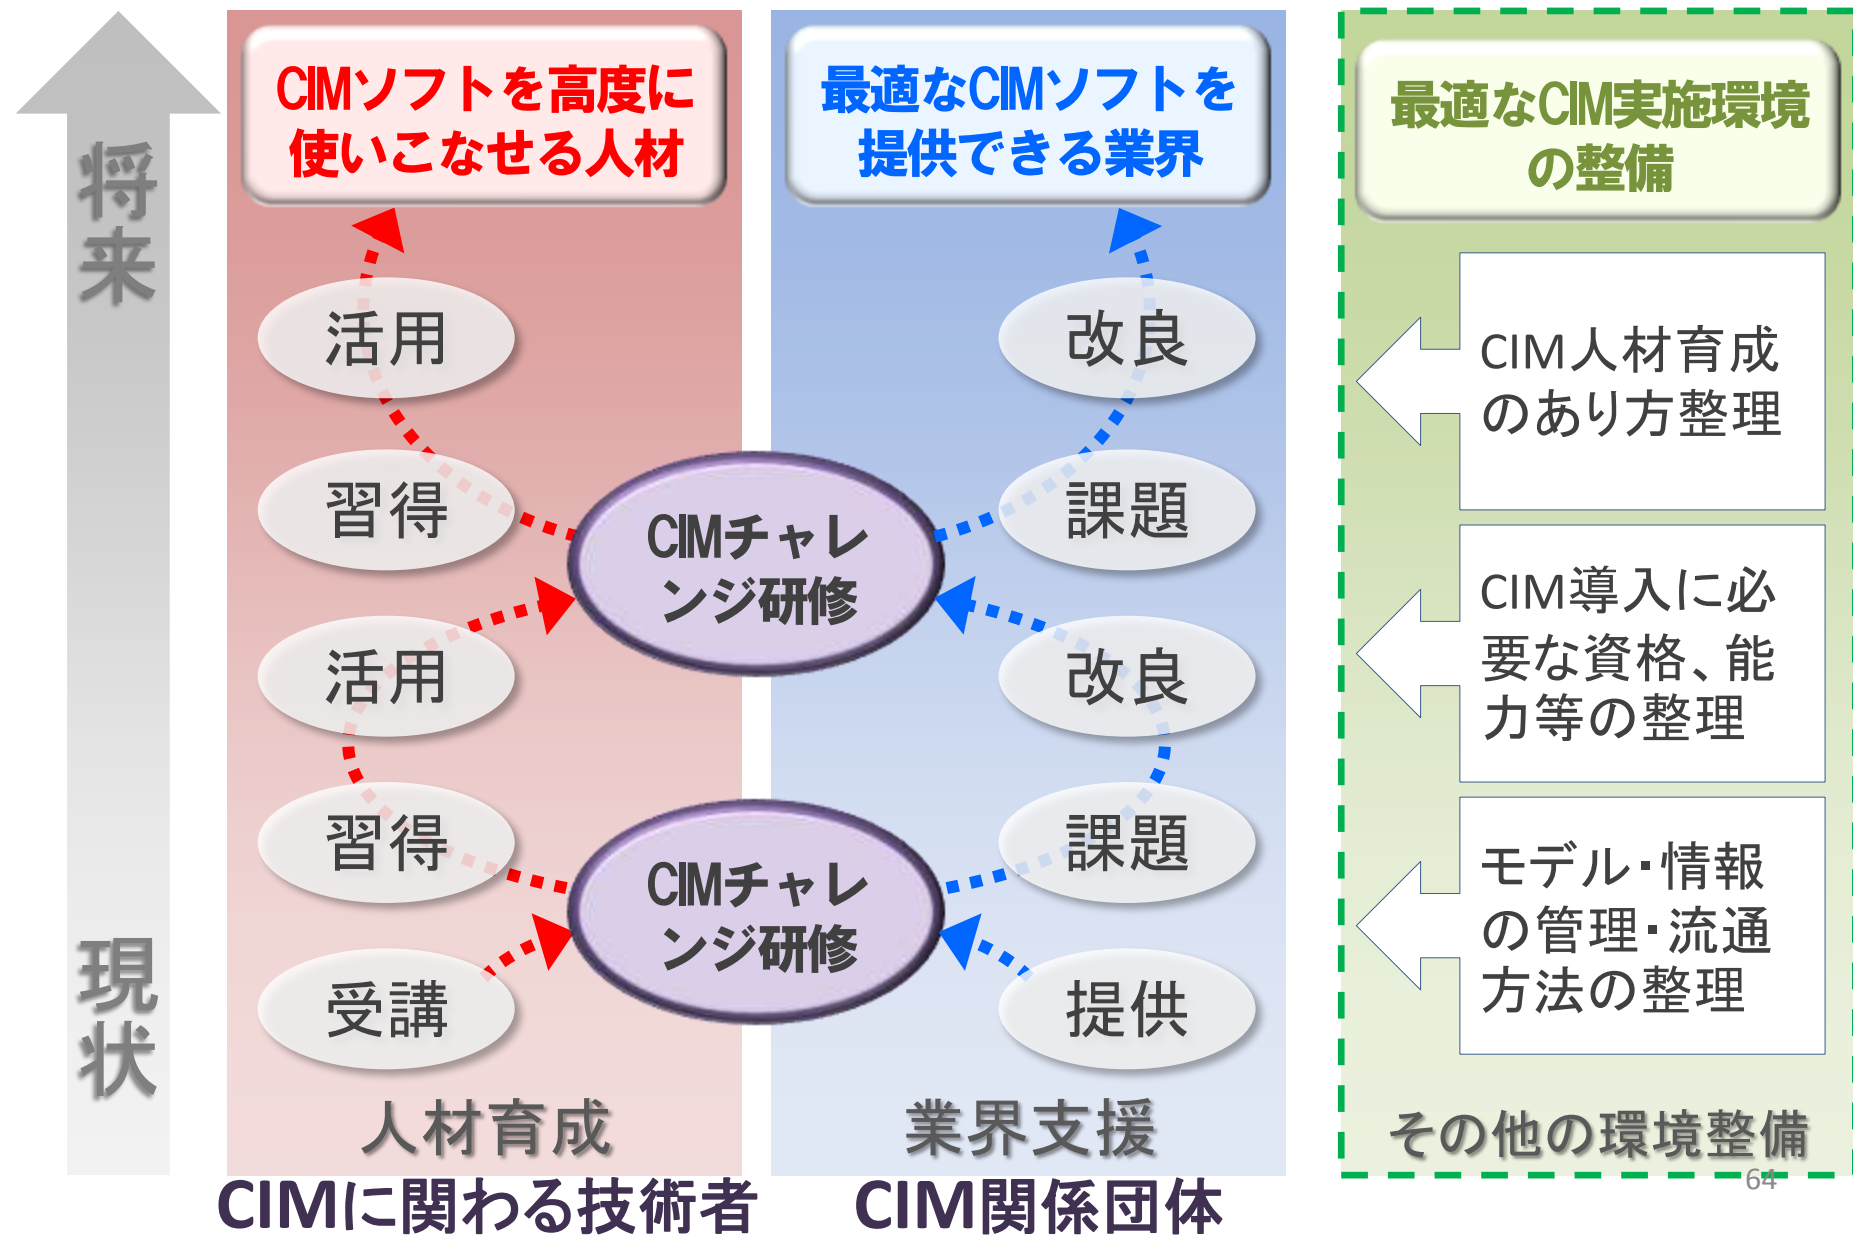 将来
現状
CIMソフトを高度に
使いこなせる人材
活用
習得
活用
習得
受講
人材育成
CIMに関わる技術者
CIMチャレ
ンジ研修
CIMチャレ
ンジ研修
最適なCIMソフトを
提供できる業界
改良
課題
改良
課題
提供
業界支援
CIM関係団体
最適なCIM実施環境
の整備
CIM人材育成
のあり方整理
CIM導入に必
要な資格、能
力等の整理
モデル・情報
の管理・流通
方法の整理
その他の環境整備
64